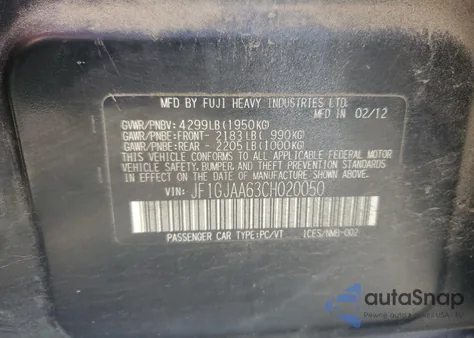 MFD BY FUJI HEAVY INDUSTRIES LTD.
MFD IN 02/12
GVWR/PNBV: 4299LB(1950KG)
GAWR/PNBE:FRONT- 2183LB( 990KG)
GAWR/PNBE:REAR - 2205LB(1000KG)
THIS VEHICLE CONFORMS TO ALL APPLICABLE FEDERAL MOTOR
VEHICLE SAFETY,BUMPER AND THEFT PREVENTION STANDARDS IN
EFFECT ON THE DATE OF MANUFACTURE SHOWN ABOVE.
VIN: JF1GJAA63CH020050
PASSENGER CAR TYPE:PC/VT ICES/NMB-002
autoSnap